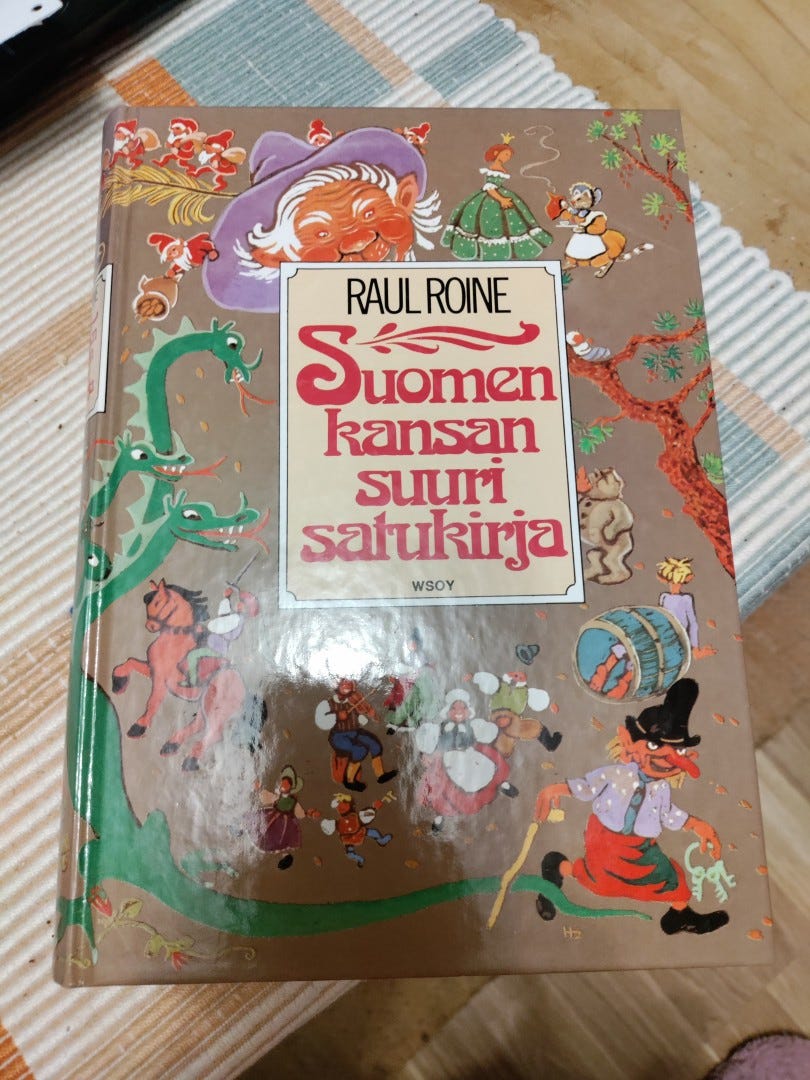 RAUL ROINE
Suomen
kansan
suuri
satukirja
WSOY